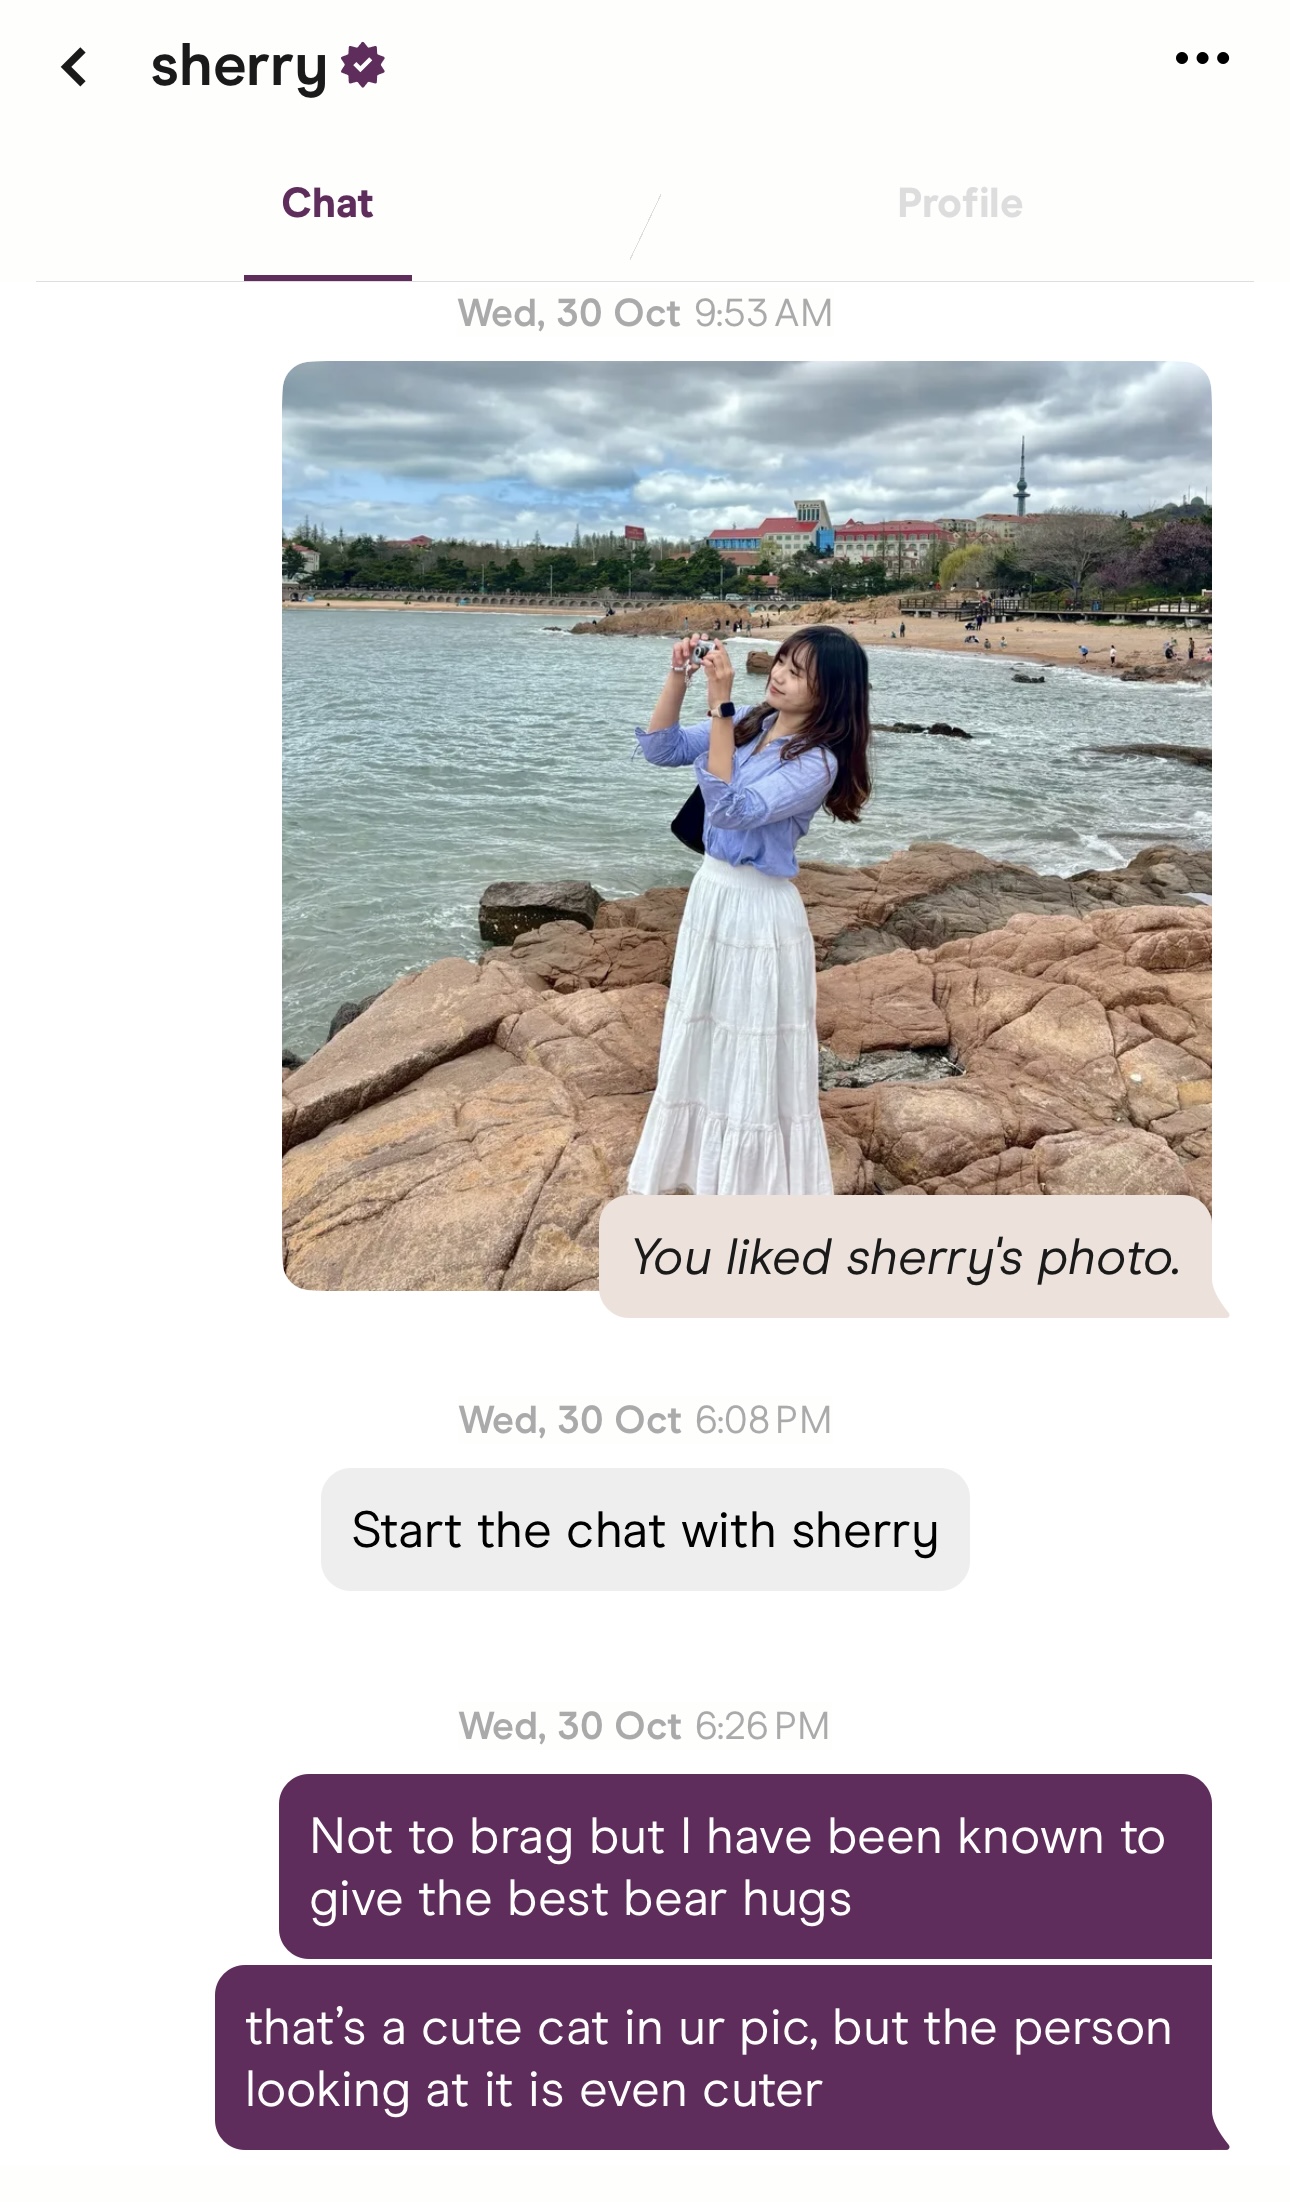 sherry
Chat
Profile
Wed, 30 Oct 9:53 AM
You liked sherry's photo.
Wed, 30 Oct 6:08 PM
Start the chat with sherry
Wed, 30 Oct 6:26 PM
Not to brag but I have been known to
give the best bear hugs
that’s a cute cat in ur pic, but the person
looking at it is even cuter